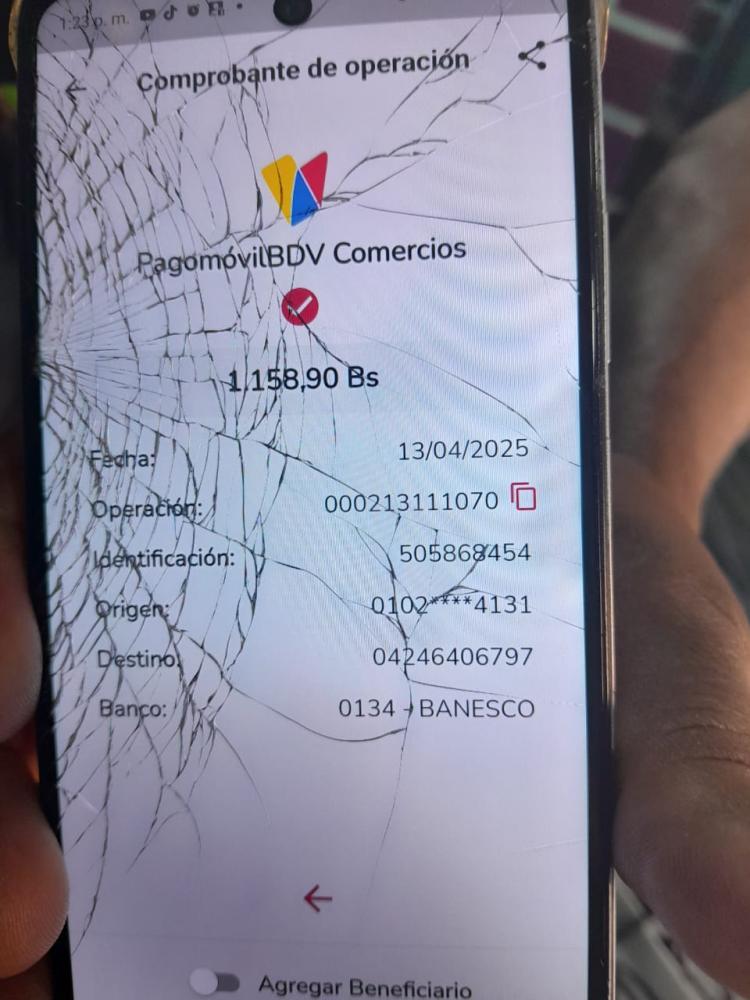 1:23 p. m.
Comprobante de operación
PagomóvilBDV Comercios
1.158,90 Bs
Fecha: 13/04/2025
Operación: 000213111070
Identificación: 505868454
Origen: 0102****4131
Destino: 04246406797
Banco: 0134 - BANESCO
Agregar Beneficiario